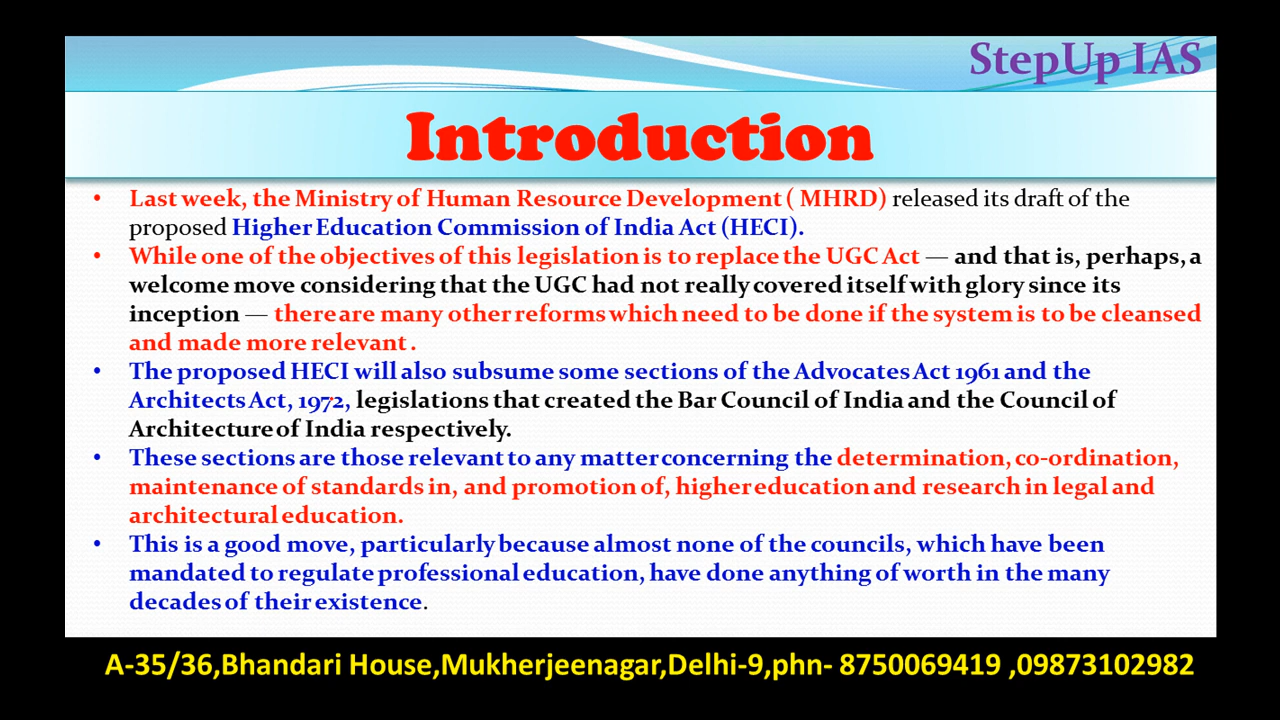 StepUp IAS
Introduction
• Last week, the Ministry of Human Resource Development ( MHRD) released its draft of the
proposed Higher Education Commission of India Act (HECI).
• While one of the objectives of this legislation is to replace the UGC Act — and that is, perhaps, a
welcome move considering that the UGC had not really covered itself with glory since its
inception — there are many other reforms which need to be done if the system is to be cleansed
and made more relevant .
• The proposed HECI will also subsume some sections of the Advocates Act 1961 and the
Architects Act, 1972, legislations that created the Bar Council of India and the Council of
Architecture of India respectively.
• These sections are those relevant to any matter concerning the determination, co-ordination,
maintenance of standards in, and promotion of, higher education and research in legal and
architectural education.
• This is a good move, particularly because almost none of the councils, which have been
mandated to regulate professional education, have done anything of worth in the many
decades of their existence.
A-35/36,Bhandari House,Mukherjeenagar,Delhi-9,phn- 8750069419 ,09873102982